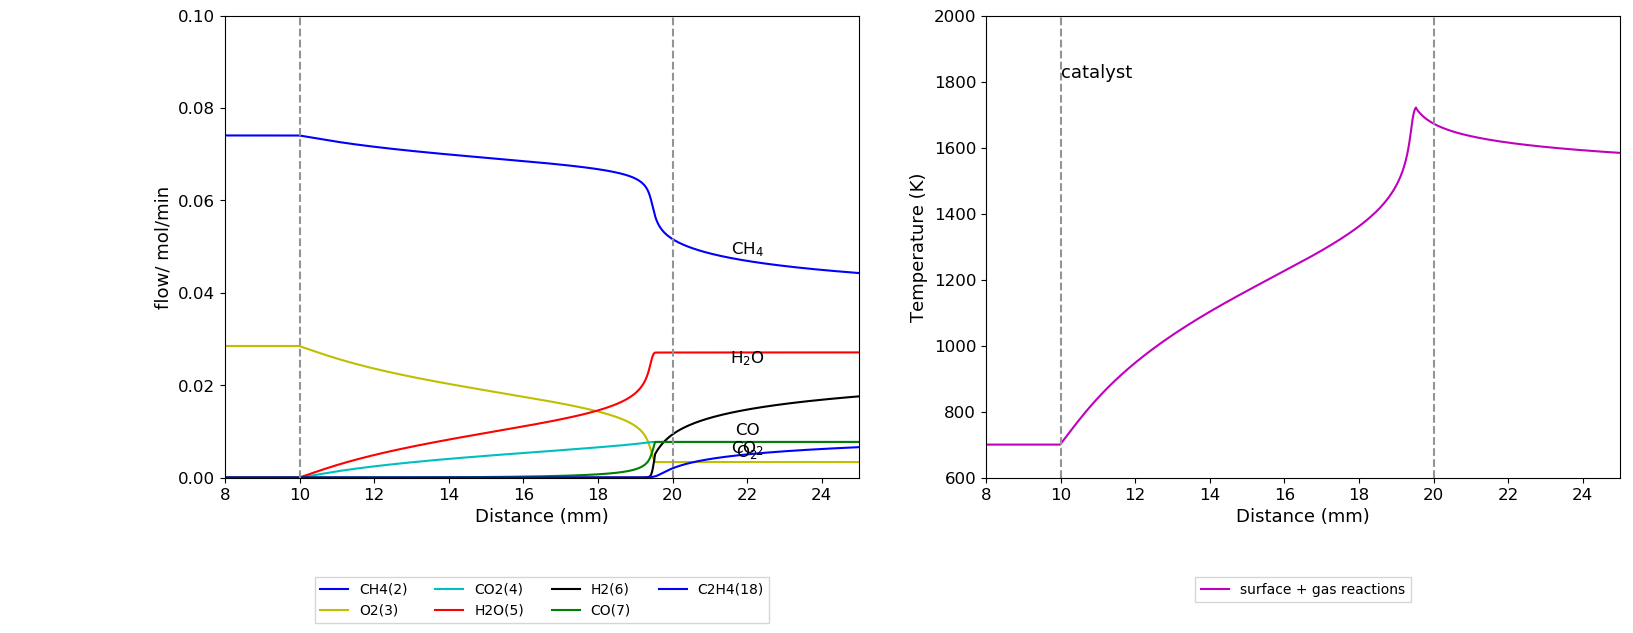 0.10
0.08
0.06
0.04
0.02
0.00
flow/ mol/min
CH₄
H₂O
CO
CO₂
O₂
8 10 12 14 16 18 20 22 24
Distance (mm)
CH4(2) CO2(4) H2(6) C2H4(18)
O2(3) H2O(5) CO(7)
2000
1800
1600
1400
1200
1000
800
600
Temperature (K)
catalyst
8 10 12 14 16 18 20 22 24
Distance (mm)
surface + gas reactions